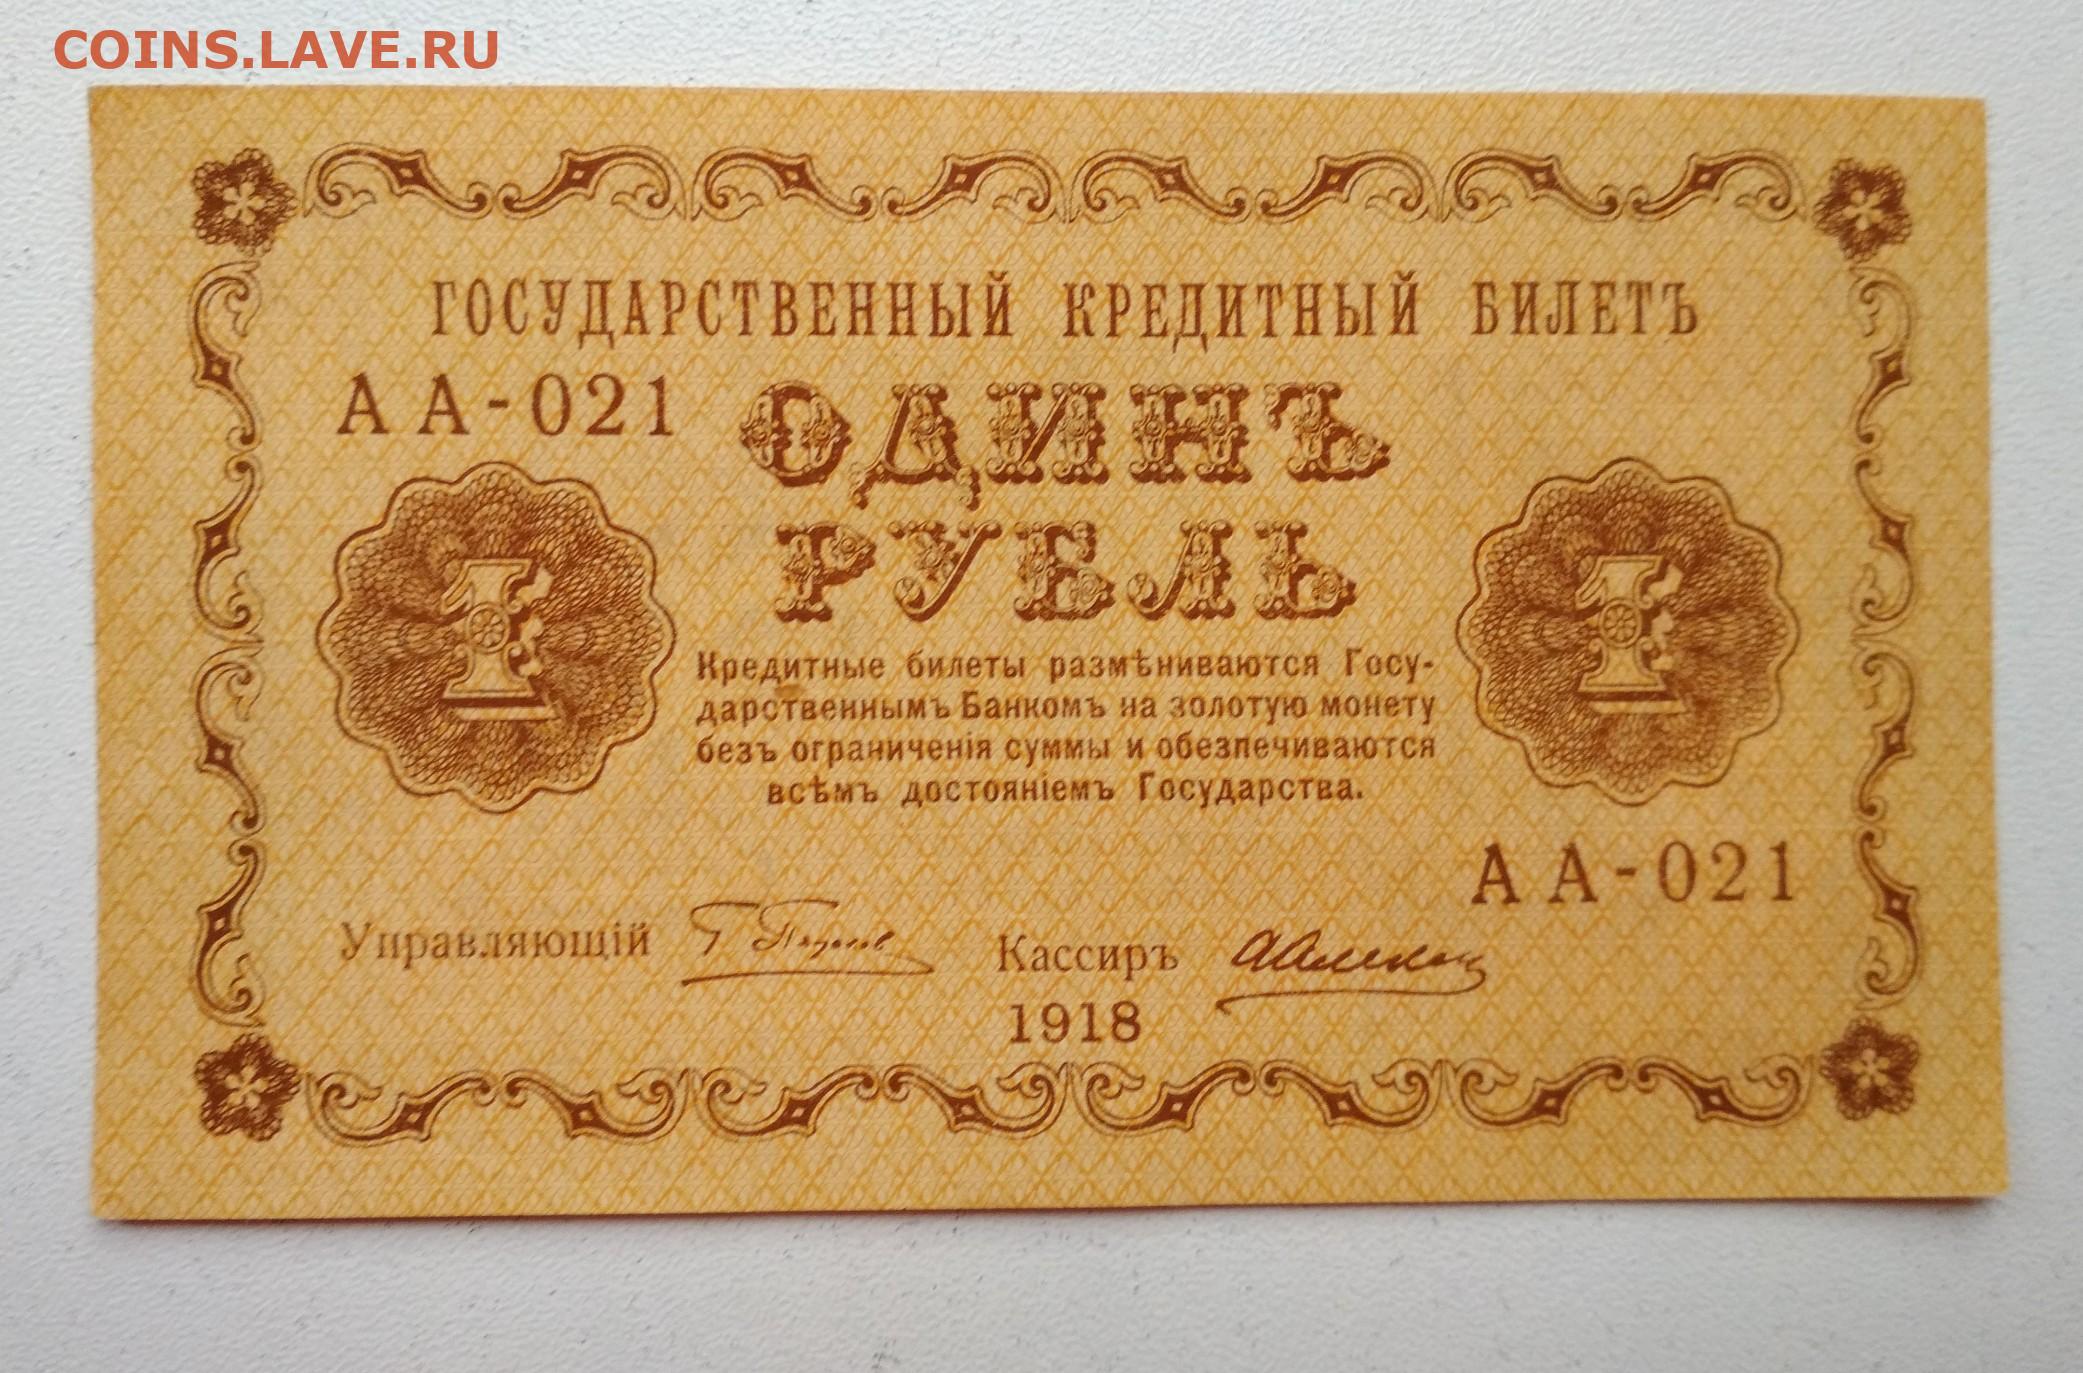 COINS.LAVE.RU
ГОСУДАРСТВЕННЫЙ КРЕДИТНЫЙ БИЛЕТЪ
АА-021
ОДИНЪ
РУБЛЬ
1
1
Кредитные билеты размѣниваются Госу-
дарственнымъ Банкомъ на золотую монету
безъ ограниченія суммы и обезпечиваются
всѣмъ достояніемъ Государства.
АА-021
Управляющій
Кассиръ
1918